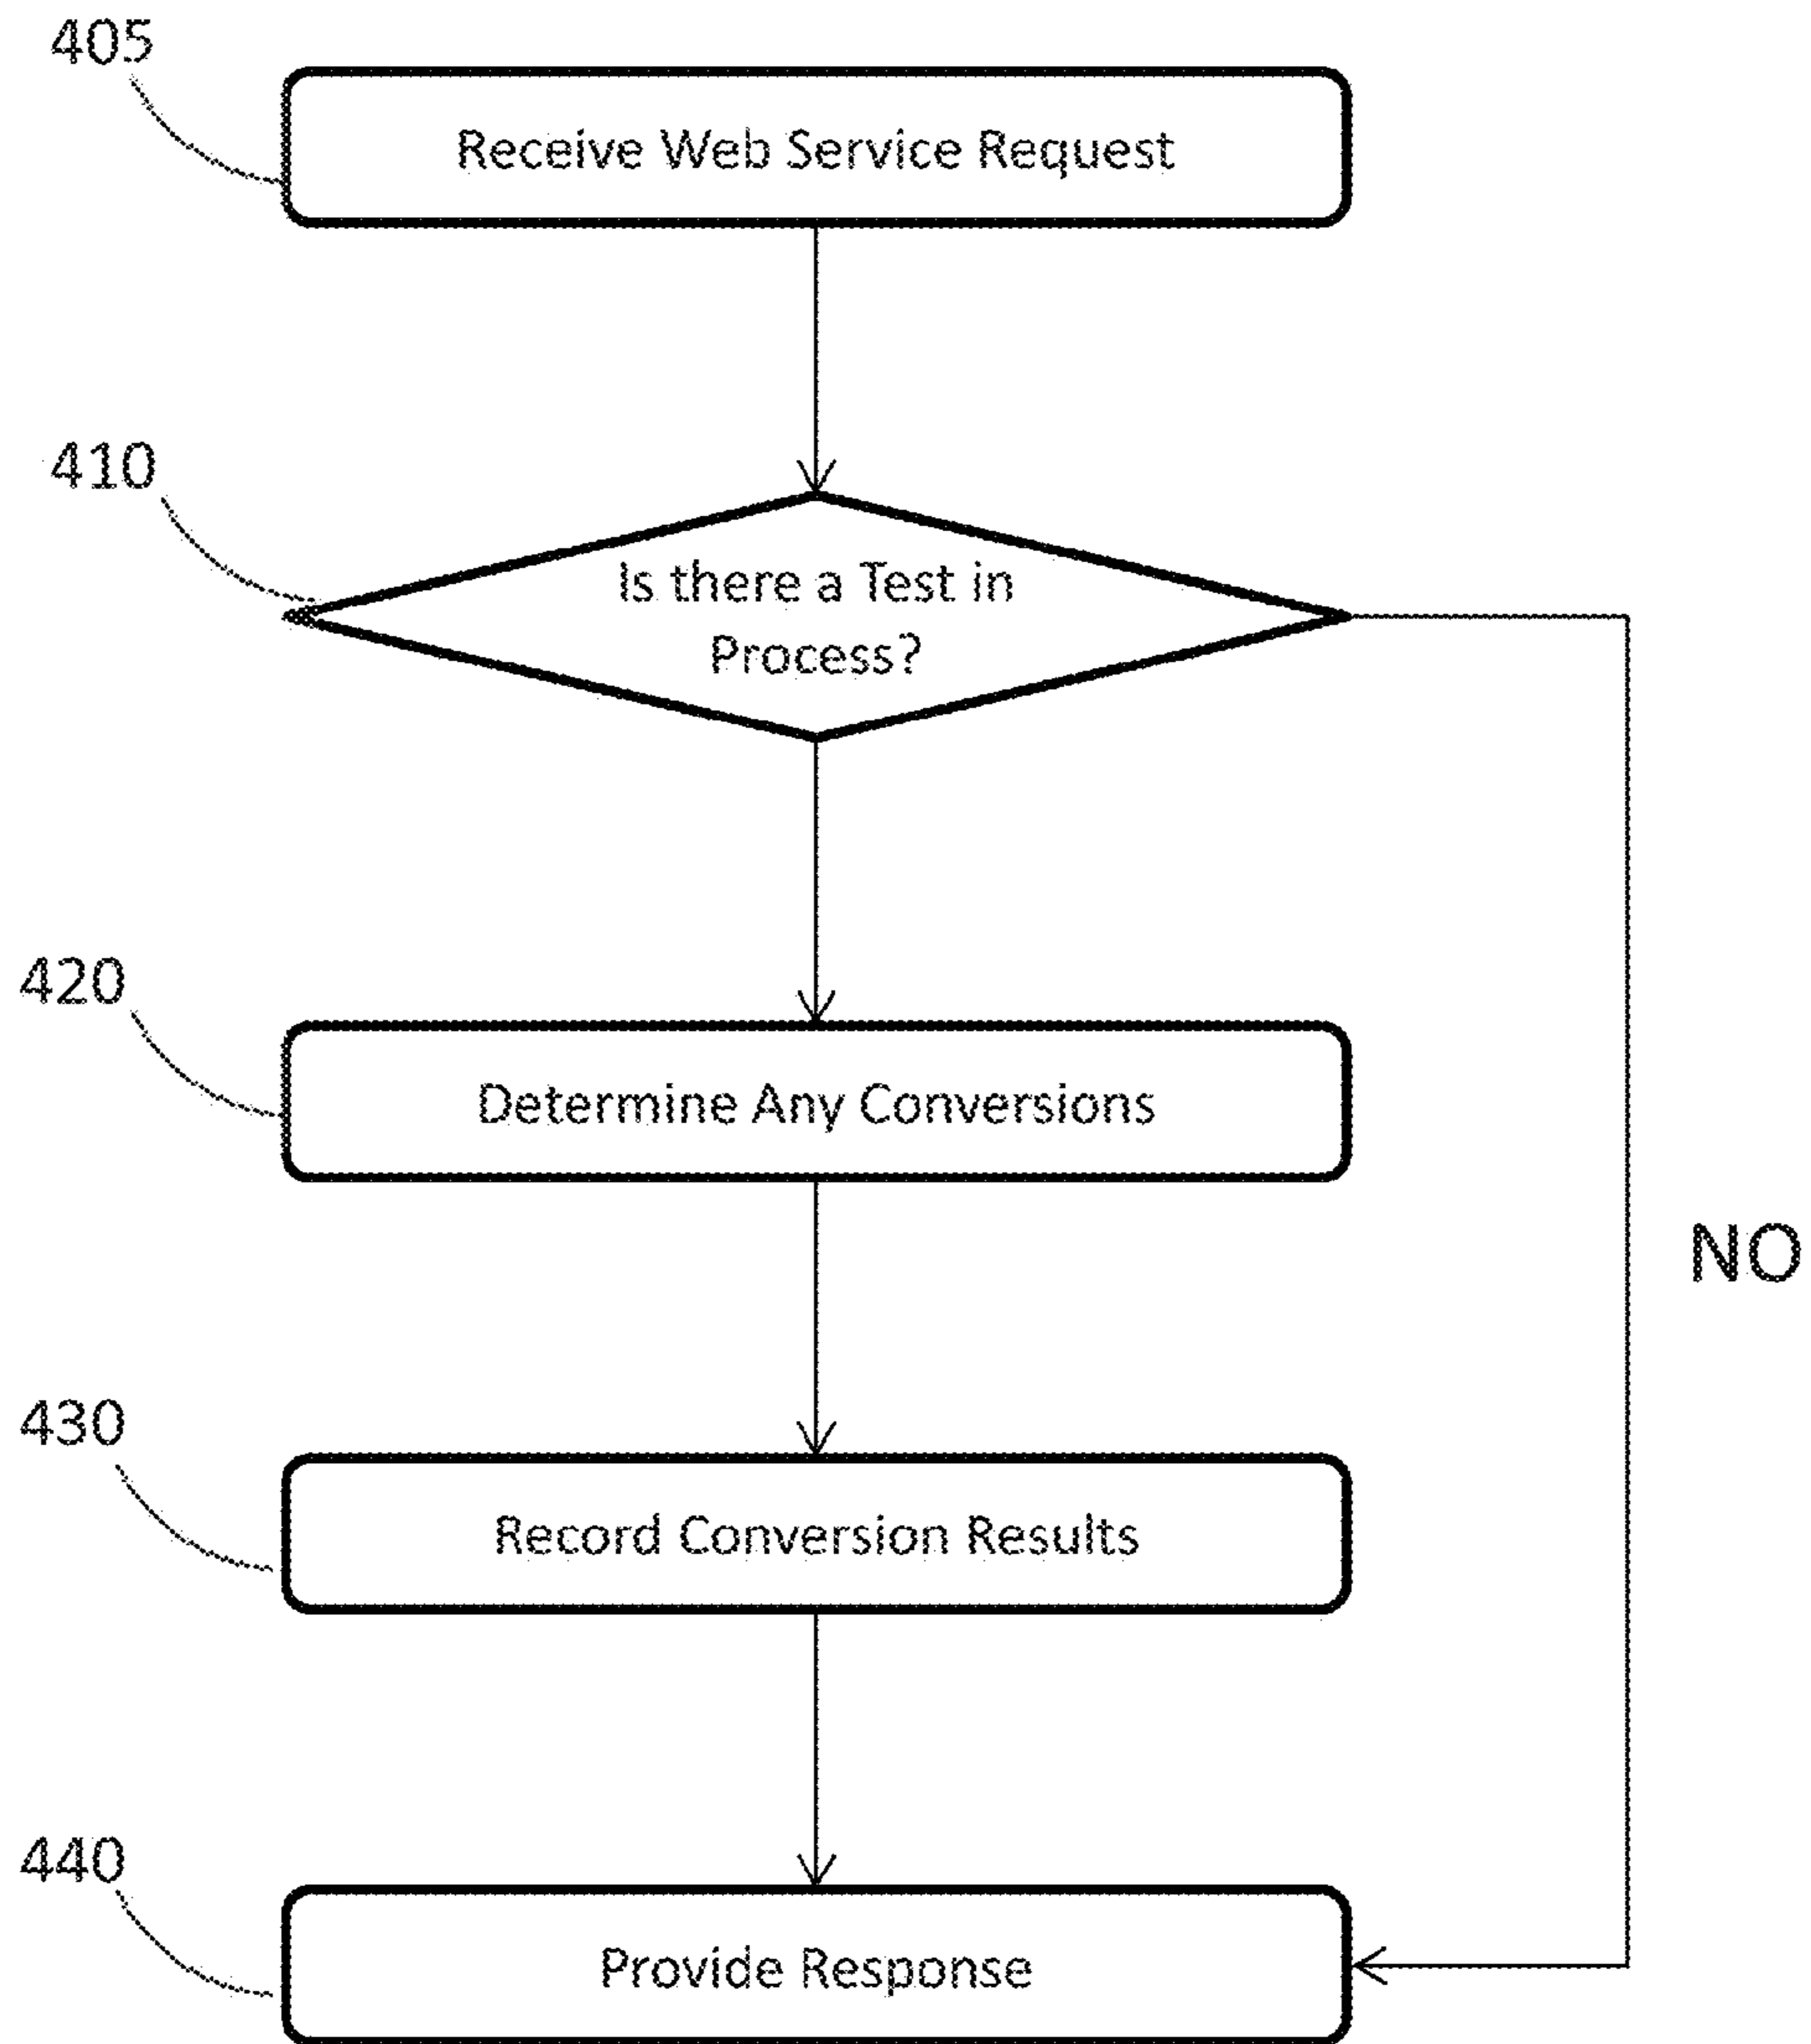 405
Receive Web Service Request
410
Is there a Test in
Process?
420
Determine Any Conversions
NO
430
Record Conversion Results
440
Provide Response